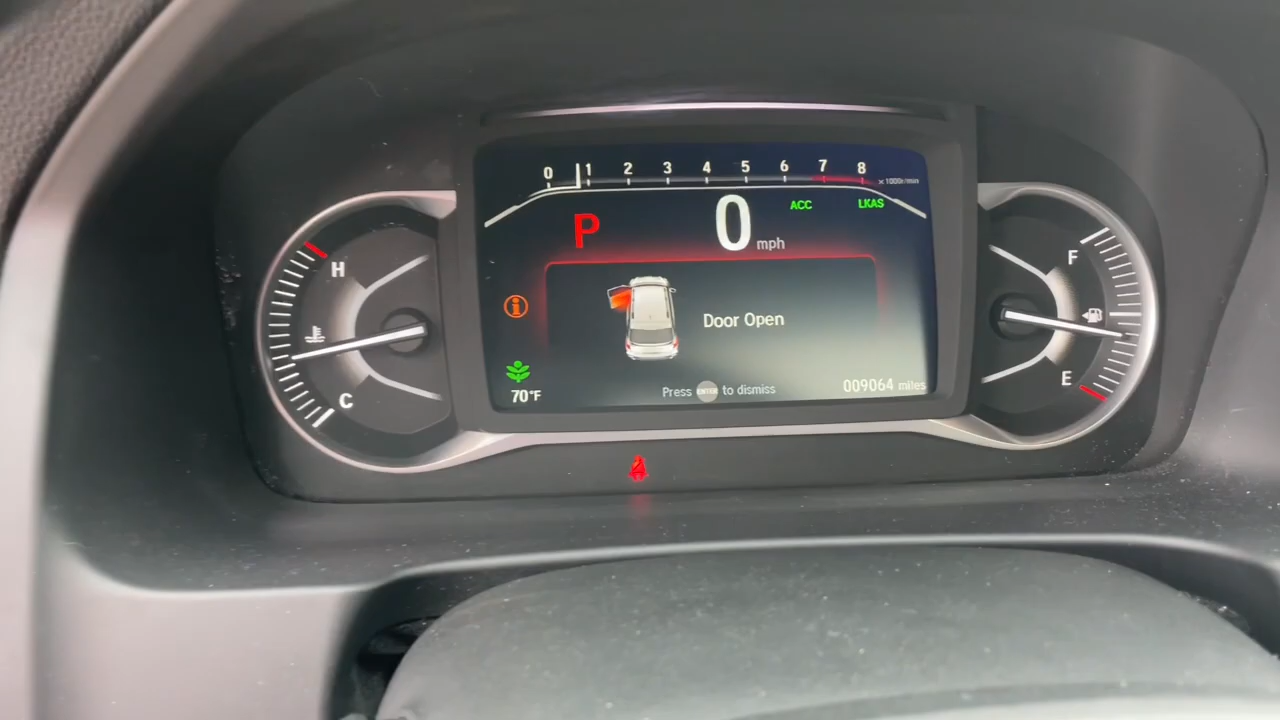 0 1 2 3 4 5 6 7 8 x1000r/min
P 0 mph ACC LKAS
H
F
Door Open
E
C
70°F
Press ENTER to dismiss
009064 miles